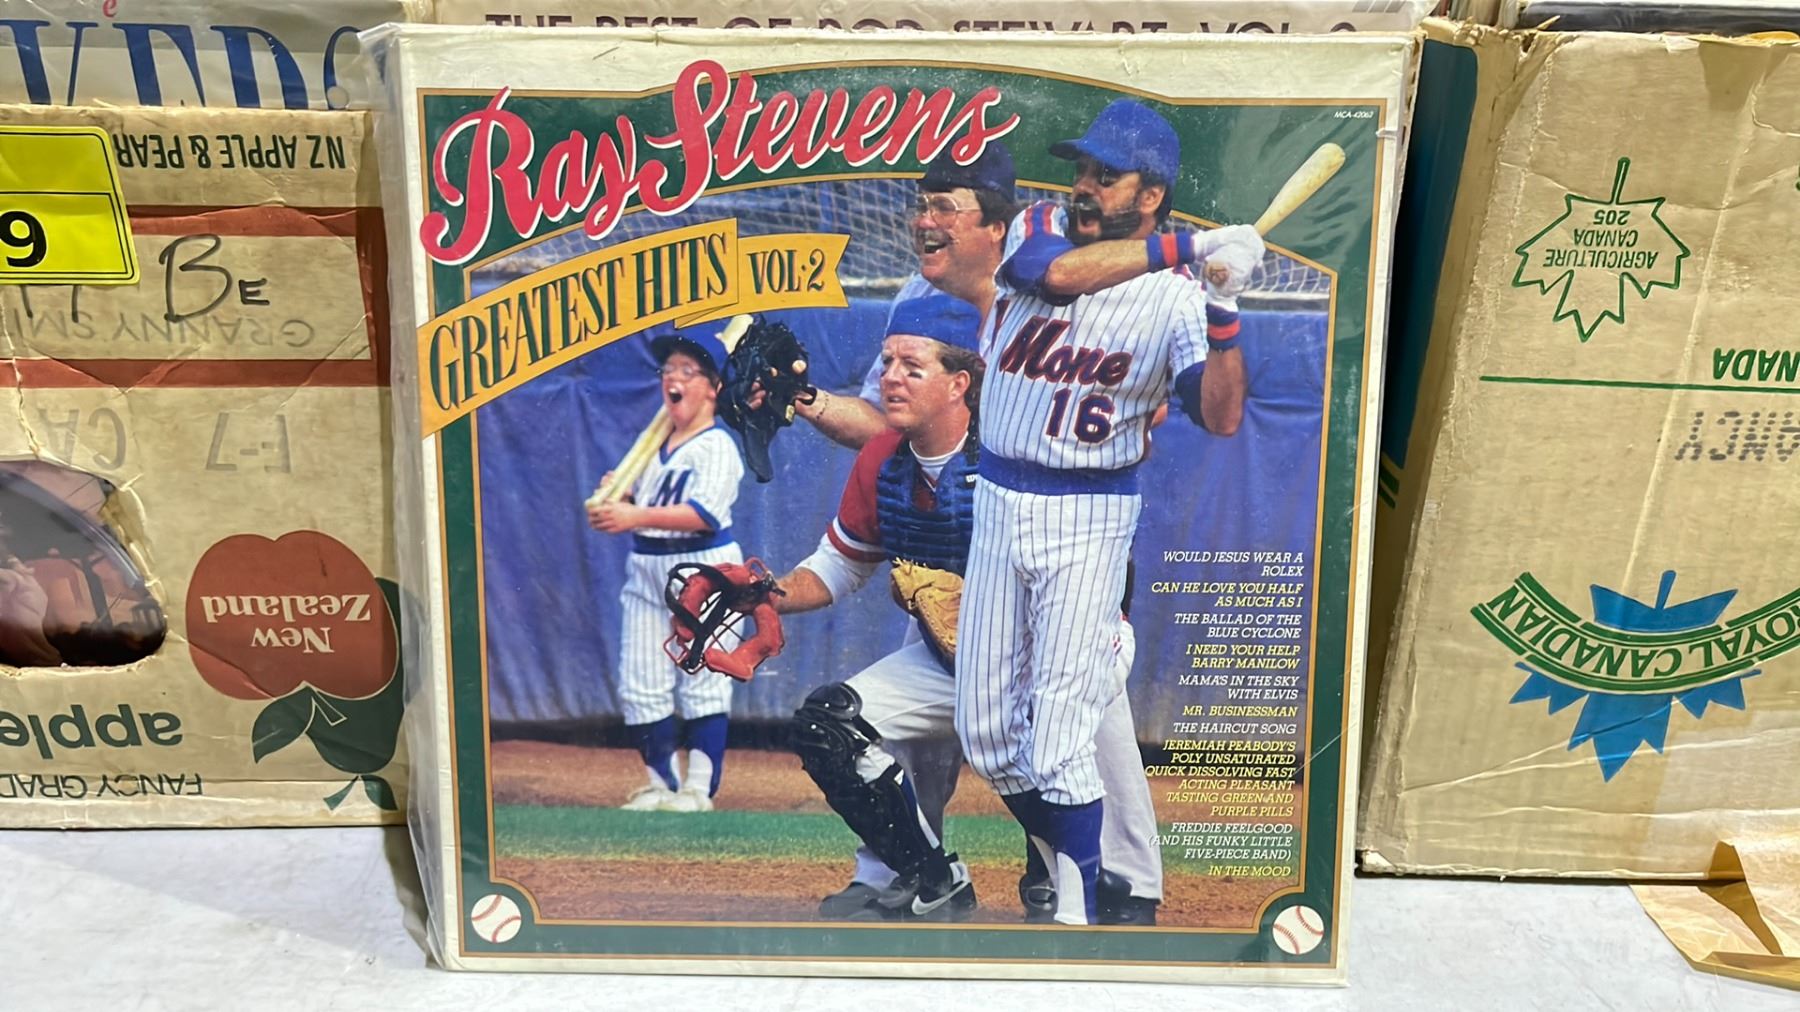 THE BEST OF ROD STEWART VOL. 2
NZ APPLE & PEAR
9
BE
GRANNY SMI
F-7
New
Zealand
apple
FANCY GRAD
Ray Stevens
GREATEST HITS VOL·2
MCA-42062
M
Mone
16
WOULD JESUS WEAR A
ROLEX
CAN HE LOVE YOU HALF
AS MUCH AS I
THE BALLAD OF THE
BLUE CYCLONE
I NEED YOUR HELP
BARRY MANILOW
MAMA'S IN THE SKY
WITH ELVIS
MR. BUSINESSMAN
THE HAIRCUT SONG
JEREMIAH PEABODY'S
POLY UNSATURATED
QUICK DISSOLVING FAST
ACTING PLEASANT
TASTING GREEN AND
PURPLE PILLS
FREDDIE FEELGOOD
(AND HIS FUNKY LITTLE
FIVE-PIECE BAND)
IN THE MOOD
AGRICULTURE
CANADA
205
NADA
ROYAL CANADIAN